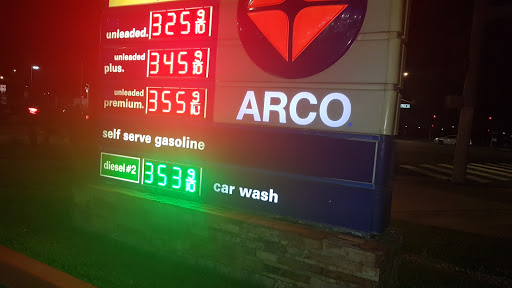 unleaded. 325 9/10
unleaded plus. 345 9/10
unleaded premium. 355 9/10
ARCO
self serve gasoline
diesel #2 353 9/10
car wash